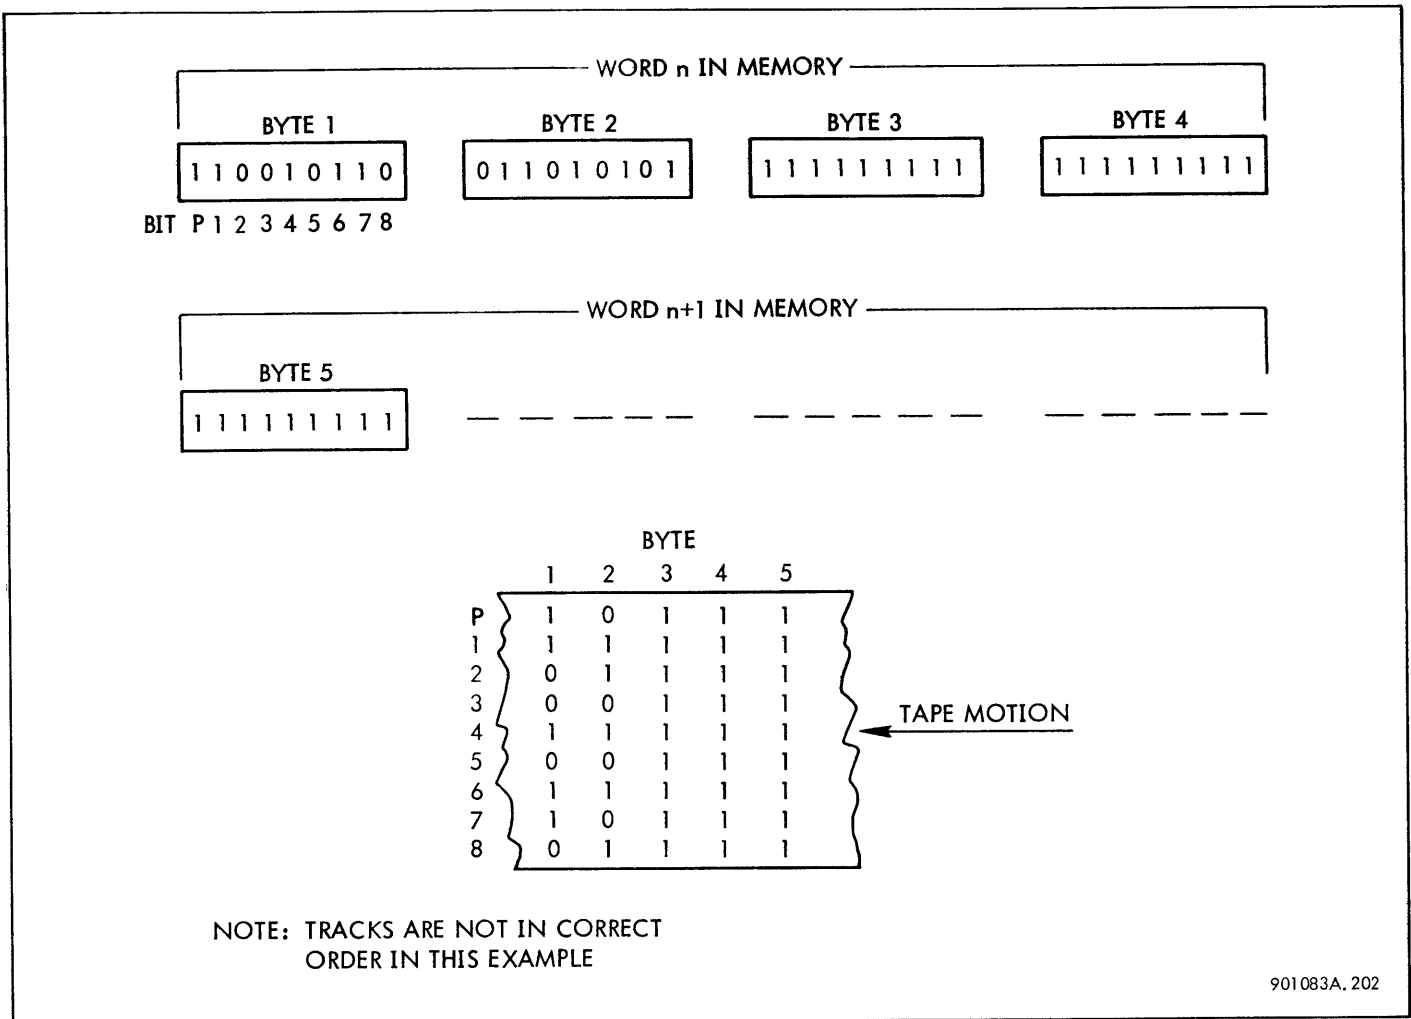 WORD n IN MEMORY
BYTE 1 BYTE 2 BYTE 3 BYTE 4
1 1 0 0 1 0 1 1 0 0 1 1 0 1 0 1 0 1 1 1 1 1 1 1 1 1 1 1 1 1 1 1 1 1 1 1
BIT P 1 2 3 4 5 6 7 8
WORD n+1 IN MEMORY
BYTE 5
1 1 1 1 1 1 1 1 1
BYTE
1 2 3 4 5
P 1 0 1 1 1
1 1 1 1 1 1
2 0 1 1 1 1
3 0 0 1 1 1
4 1 1 1 1 1
5 0 0 1 1 1
6 1 1 1 1 1
7 1 0 1 1 1
8 0 1 1 1 1
TAPE MOTION
NOTE: TRACKS ARE NOT IN CORRECT
ORDER IN THIS EXAMPLE
901083A.202